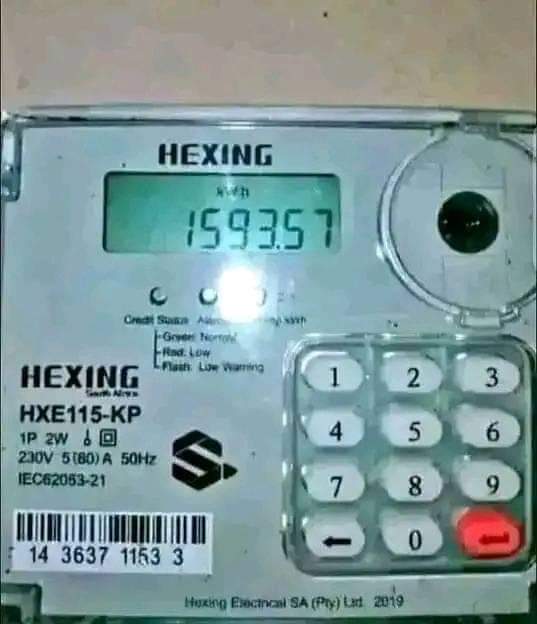 HEXING
kWh
1593.57
Credit Status
Green: Normal
Red: Low
Flash: Low Warning
HEXING
South Africa
HXE115-KP
1P 2W
230V 5(80)A 50Hz
IEC62053-21
14 3637 1153 3
1 2 3
4 5 6
7 8 9
0
Hexing Electrical SA (Pty) Ltd. 2019